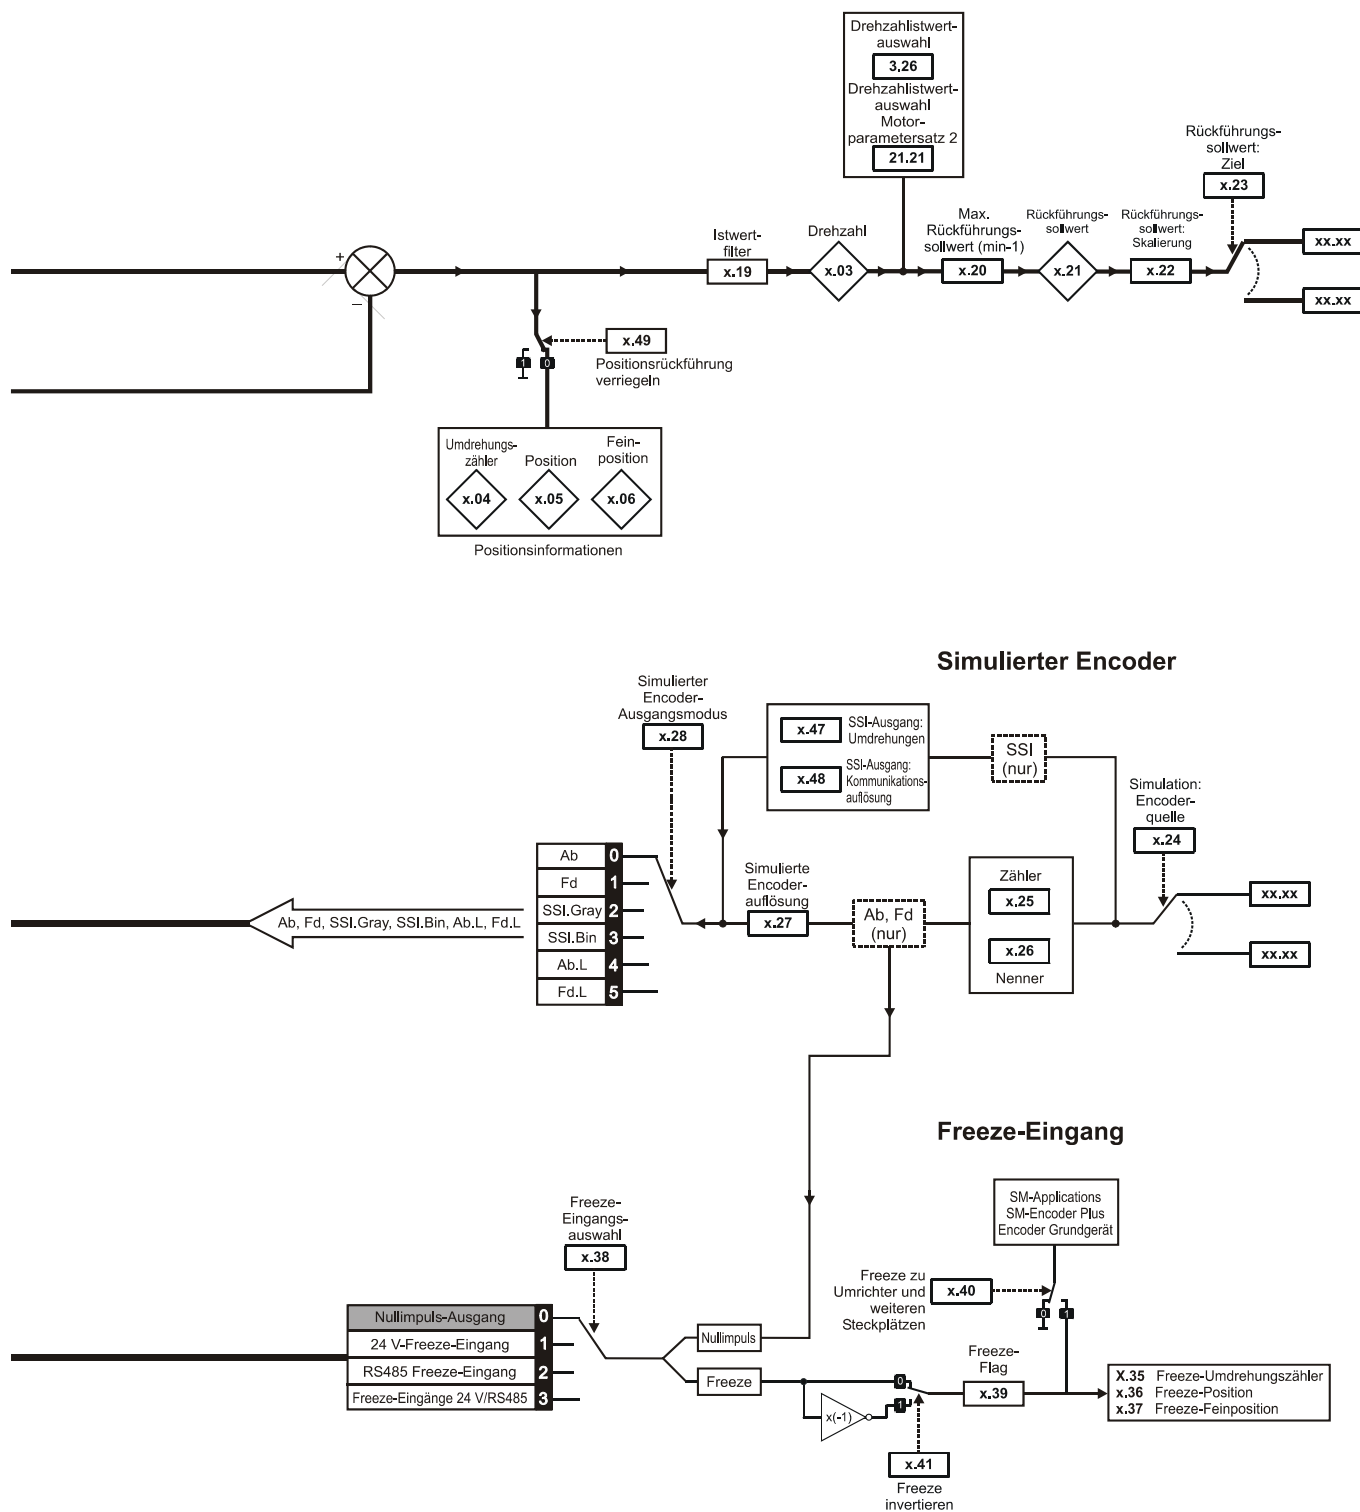 Drehzahlistwert-
auswahl
3.26
Drehzahlistwert-
auswahl
Motor-
parametersatz 2
21.21
Rückführungs-
sollwert:
Ziel
x.23
Istwert-
filter
x.19
Drehzahl
x.03
Max.
Rückführungs-
sollwert (min-1)
x.20
Rückführungs-
sollwert
x.21
Rückführungs-
sollwert:
Skalierung
x.22
xx.xx
xx.xx
+
–
1
0
x.49
Positionsrückführung
verriegeln
Umdrehungs-
zähler
x.04
Position
x.05
Fein-
position
x.06
Positionsinformationen
Simulierter Encoder
Simulierter
Encoder-
Ausgangsmodus
x.28
x.47
SSI-Ausgang:
Umdrehungen
x.48
SSI-Ausgang:
Kommunikations-
auflösung
SSI
(nur)
Simulation:
Encoder-
quelle
x.24
Ab 0
Fd 1
SSI.Gray 2
SSI.Bin 3
Ab.L 4
Fd.L 5
Ab, Fd, SSI.Gray, SSI.Bin, Ab.L, Fd.L
Simulierte
Encoder-
auflösung
x.27
Ab, Fd
(nur)
Zähler
x.25
x.26
Nenner
xx.xx
xx.xx
Freeze-Eingang
Freeze-
Eingangs-
auswahl
x.38
SM-Applications
SM-Encoder Plus
Encoder Grundgerät
Freeze zu
Umrichter und
weiteren
Steckplätzen
x.40
0
1
Nullimpuls-Ausgang 0
24 V-Freeze-Eingang 1
RS485 Freeze-Eingang 2
Freeze-Eingänge 24 V/RS485 3
Nullimpuls
Freeze
x(-1)
0
1
Freeze-
Flag
x.39
x.41
Freeze
invertieren
X.35 Freeze-Umdrehungszähler
x.36 Freeze-Position
x.37 Freeze-Feinposition